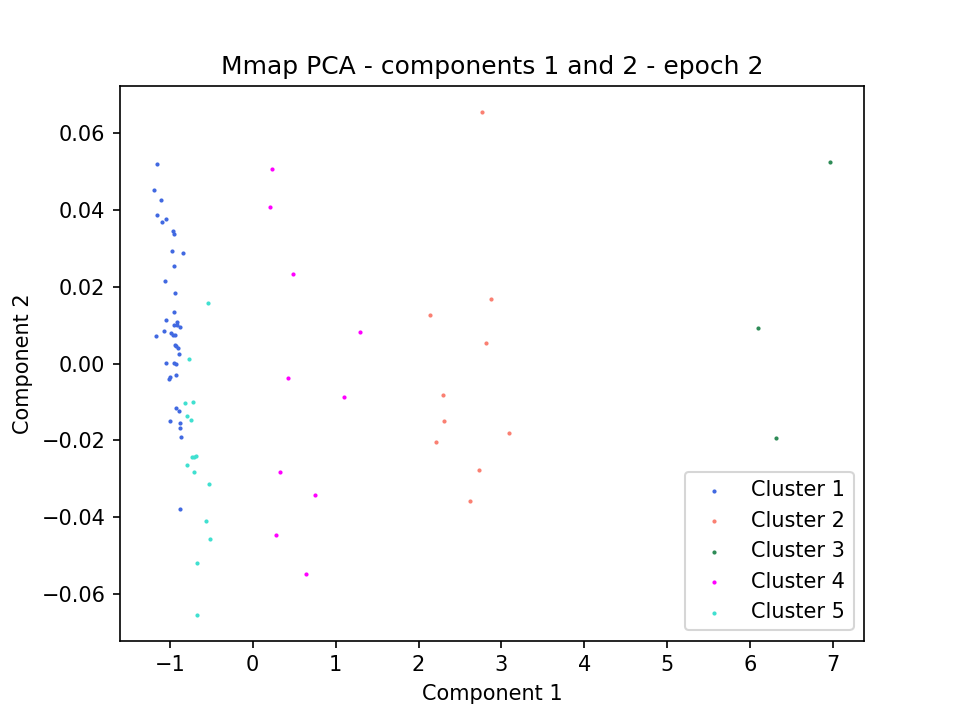 Mmap PCA - components 1 and 2 - epoch 2
Component 2
0.06
0.04
0.02
0.00
−0.02
−0.04
−0.06
Cluster 1
Cluster 2
Cluster 3
Cluster 4
Cluster 5
−1 0 1 2 3 4 5 6 7
Component 1